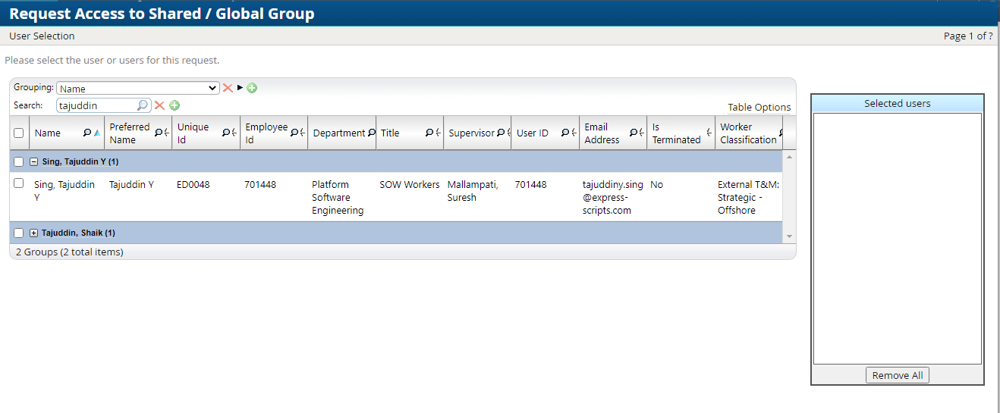 Request Access to Shared / Global Group
User Selection
Page 1 of ?
Please select the user or users for this request.
Grouping: Name
Search: tajuddin
Table Options
Name Preferred Name Unique Id Employee Id Department Title Supervisor User ID Email Address Is Terminated Worker Classification
Sing, Tajuddin Y (1)
Sing, Tajuddin Tajuddin Y ED0048 701448 Platform SOW Workers Mallampati, 701448 tajuddiny.sing No External T&M:
Y Software Suresh @express- Strategic -
Engineering scripts.com Offshore
Tajuddin, Shaik (1)
2 Groups (2 total items)
Selected users
Remove All